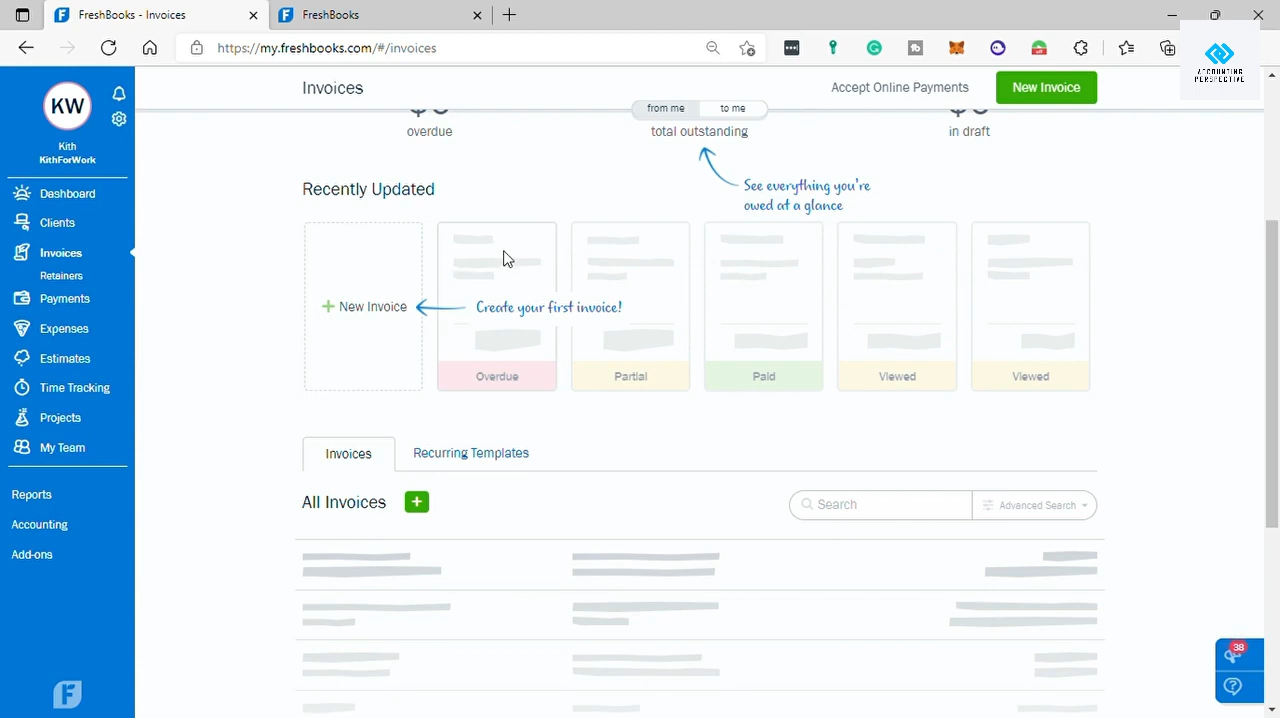 FreshBooks - Invoices
FreshBooks
https://my.freshbooks.com/#/invoices
ACCOUNTING
PERSPECTIVE
KW
Kith
KithForWork
Dashboard
Clients
Invoices
Retainers
Payments
Expenses
Estimates
Time Tracking
Projects
My Team
Reports
Accounting
Add-ons
Invoices
Accept Online Payments
New Invoice
from me
to me
overdue
total outstanding
in draft
See everything you're
owed at a glance
Recently Updated
+ New Invoice
Create your first invoice!
Overdue
Partial
Paid
Viewed
Viewed
Invoices
Recurring Templates
All Invoices
+
Search
Advanced Search
38